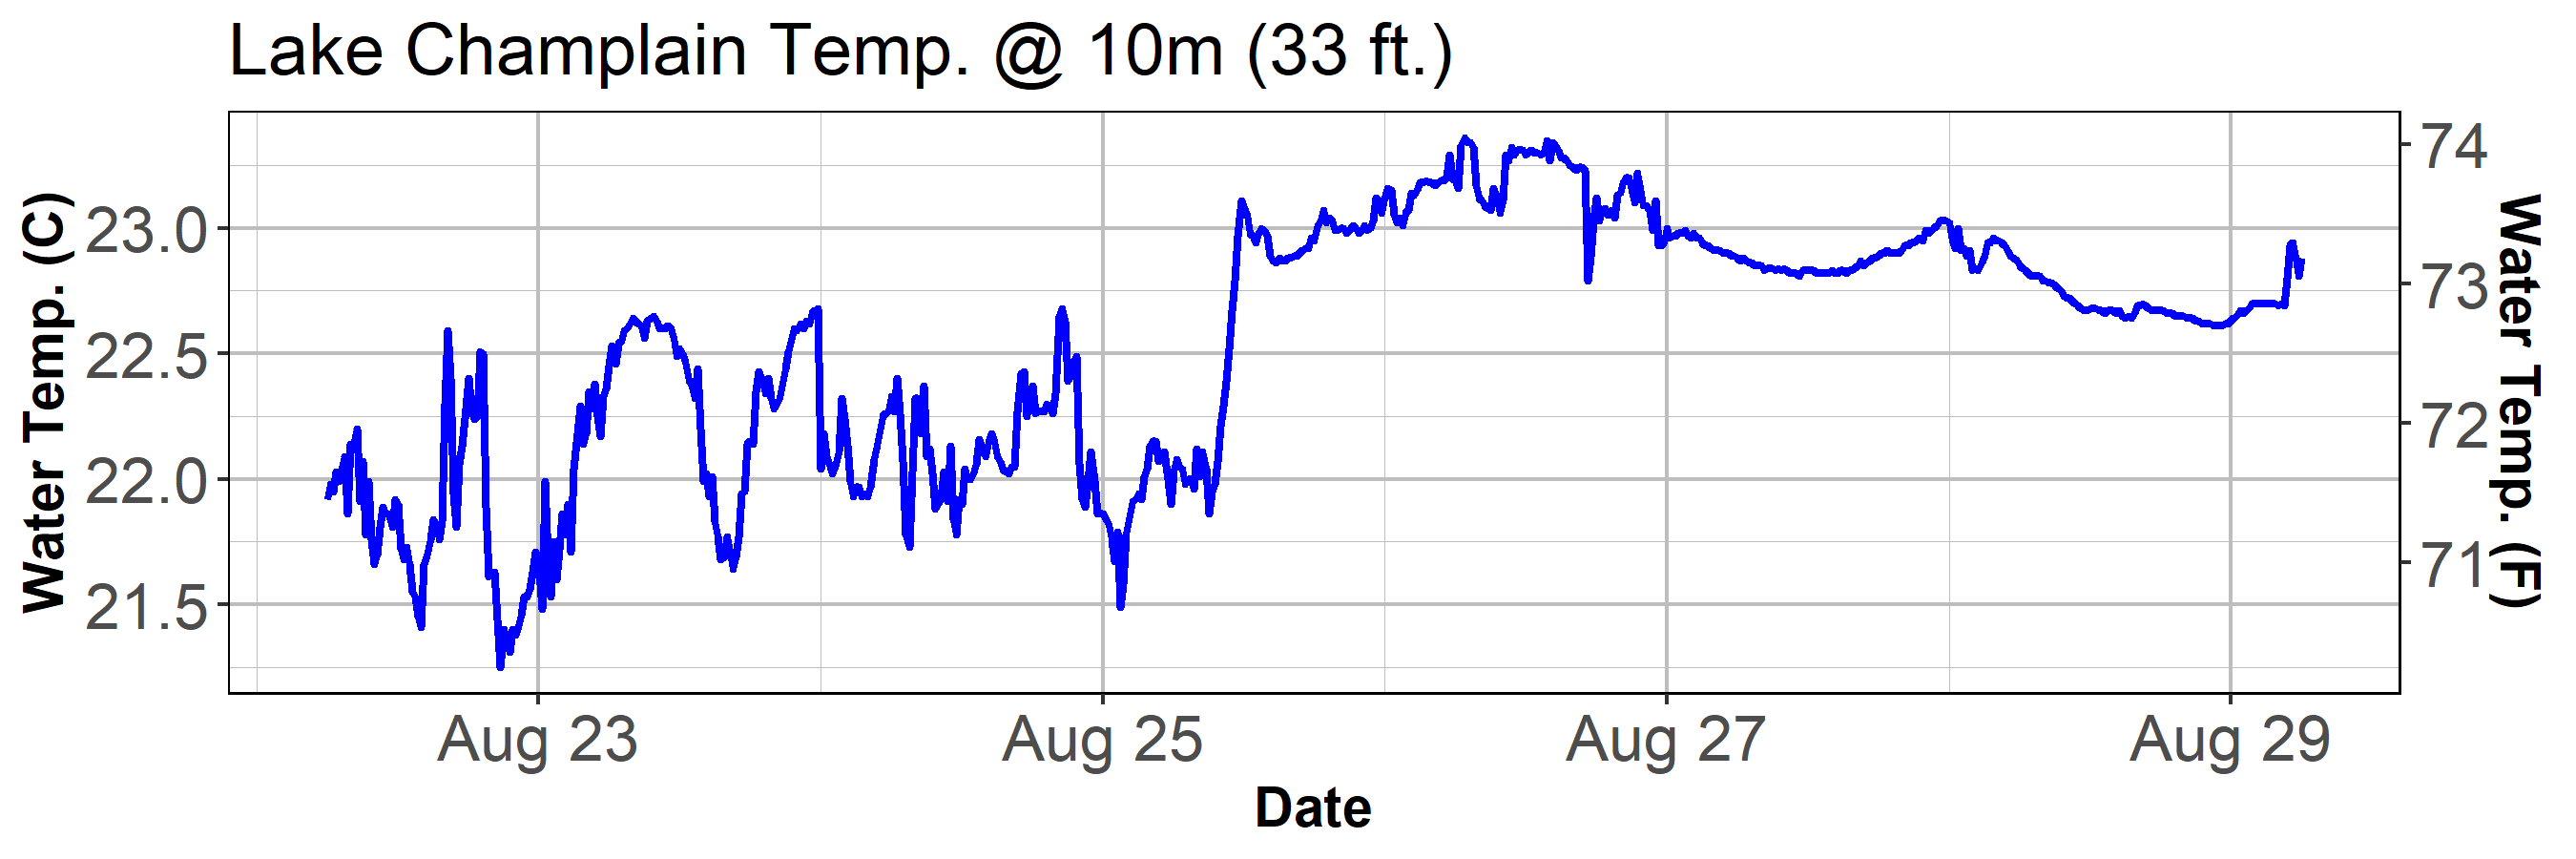 Lake Champlain Temp. @ 10m (33 ft.)
Water Temp. (C)
23.0
22.5
22.0
21.5
74
73
72
71
Water Temp. (F)
Aug 23 Aug 25 Aug 27 Aug 29
Date